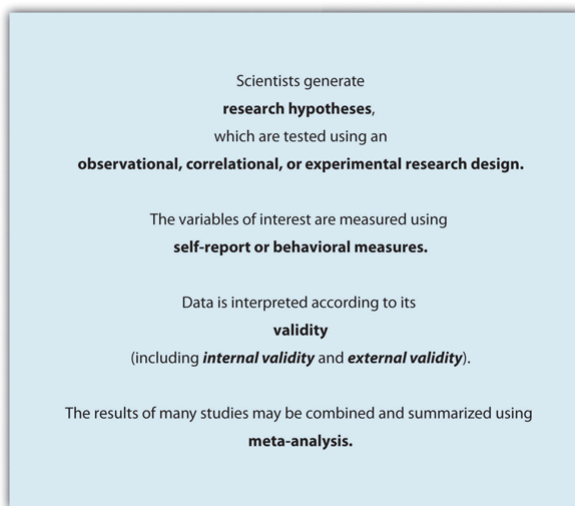 Scientists generate
research hypotheses,
which are tested using an
observational, correlational, or experimental research design.
The variables of interest are measured using
self-report or behavioral measures.
Data is interpreted according to its
validity
(including internal validity and external validity).
The results of many studies may be combined and summarized using
meta-analysis.